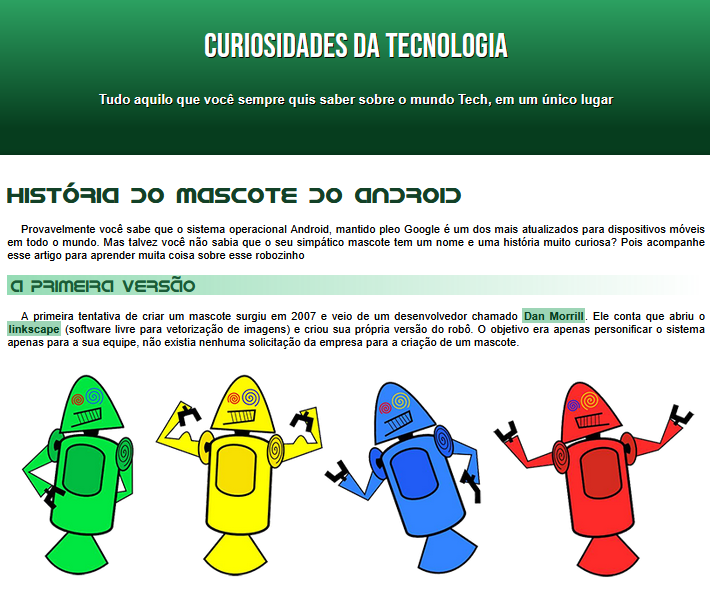 CURIOSIDADES DA TECNOLOGIA
Tudo aquilo que você sempre quis saber sobre o mundo Tech, em um único lugar
HISTÓRIA DO MASCOTE DO ANDROID
Provavelmente você sabe que o sistema operacional Android, mantido pleo Google é um dos mais atualizados para dispositivos móveis
em todo o mundo. Mas talvez você não sabia que o seu simpático mascote tem um nome e uma história muito curiosa? Pois acompanhe
esse artigo para aprender muita coisa sobre esse robozinho
A PRIMEIRA VERSÃO
A primeira tentativa de criar um mascote surgiu em 2007 e veio de um desenvolvedor chamado Dan Morrill. Ele conta que abriu o
linkscape (software livre para vetorização de imagens) e criou sua própria versão do robô. O objetivo era apenas personificar o sistema
apenas para a sua equipe, não existia nenhuma solicitação da empresa para a criação de um mascote.